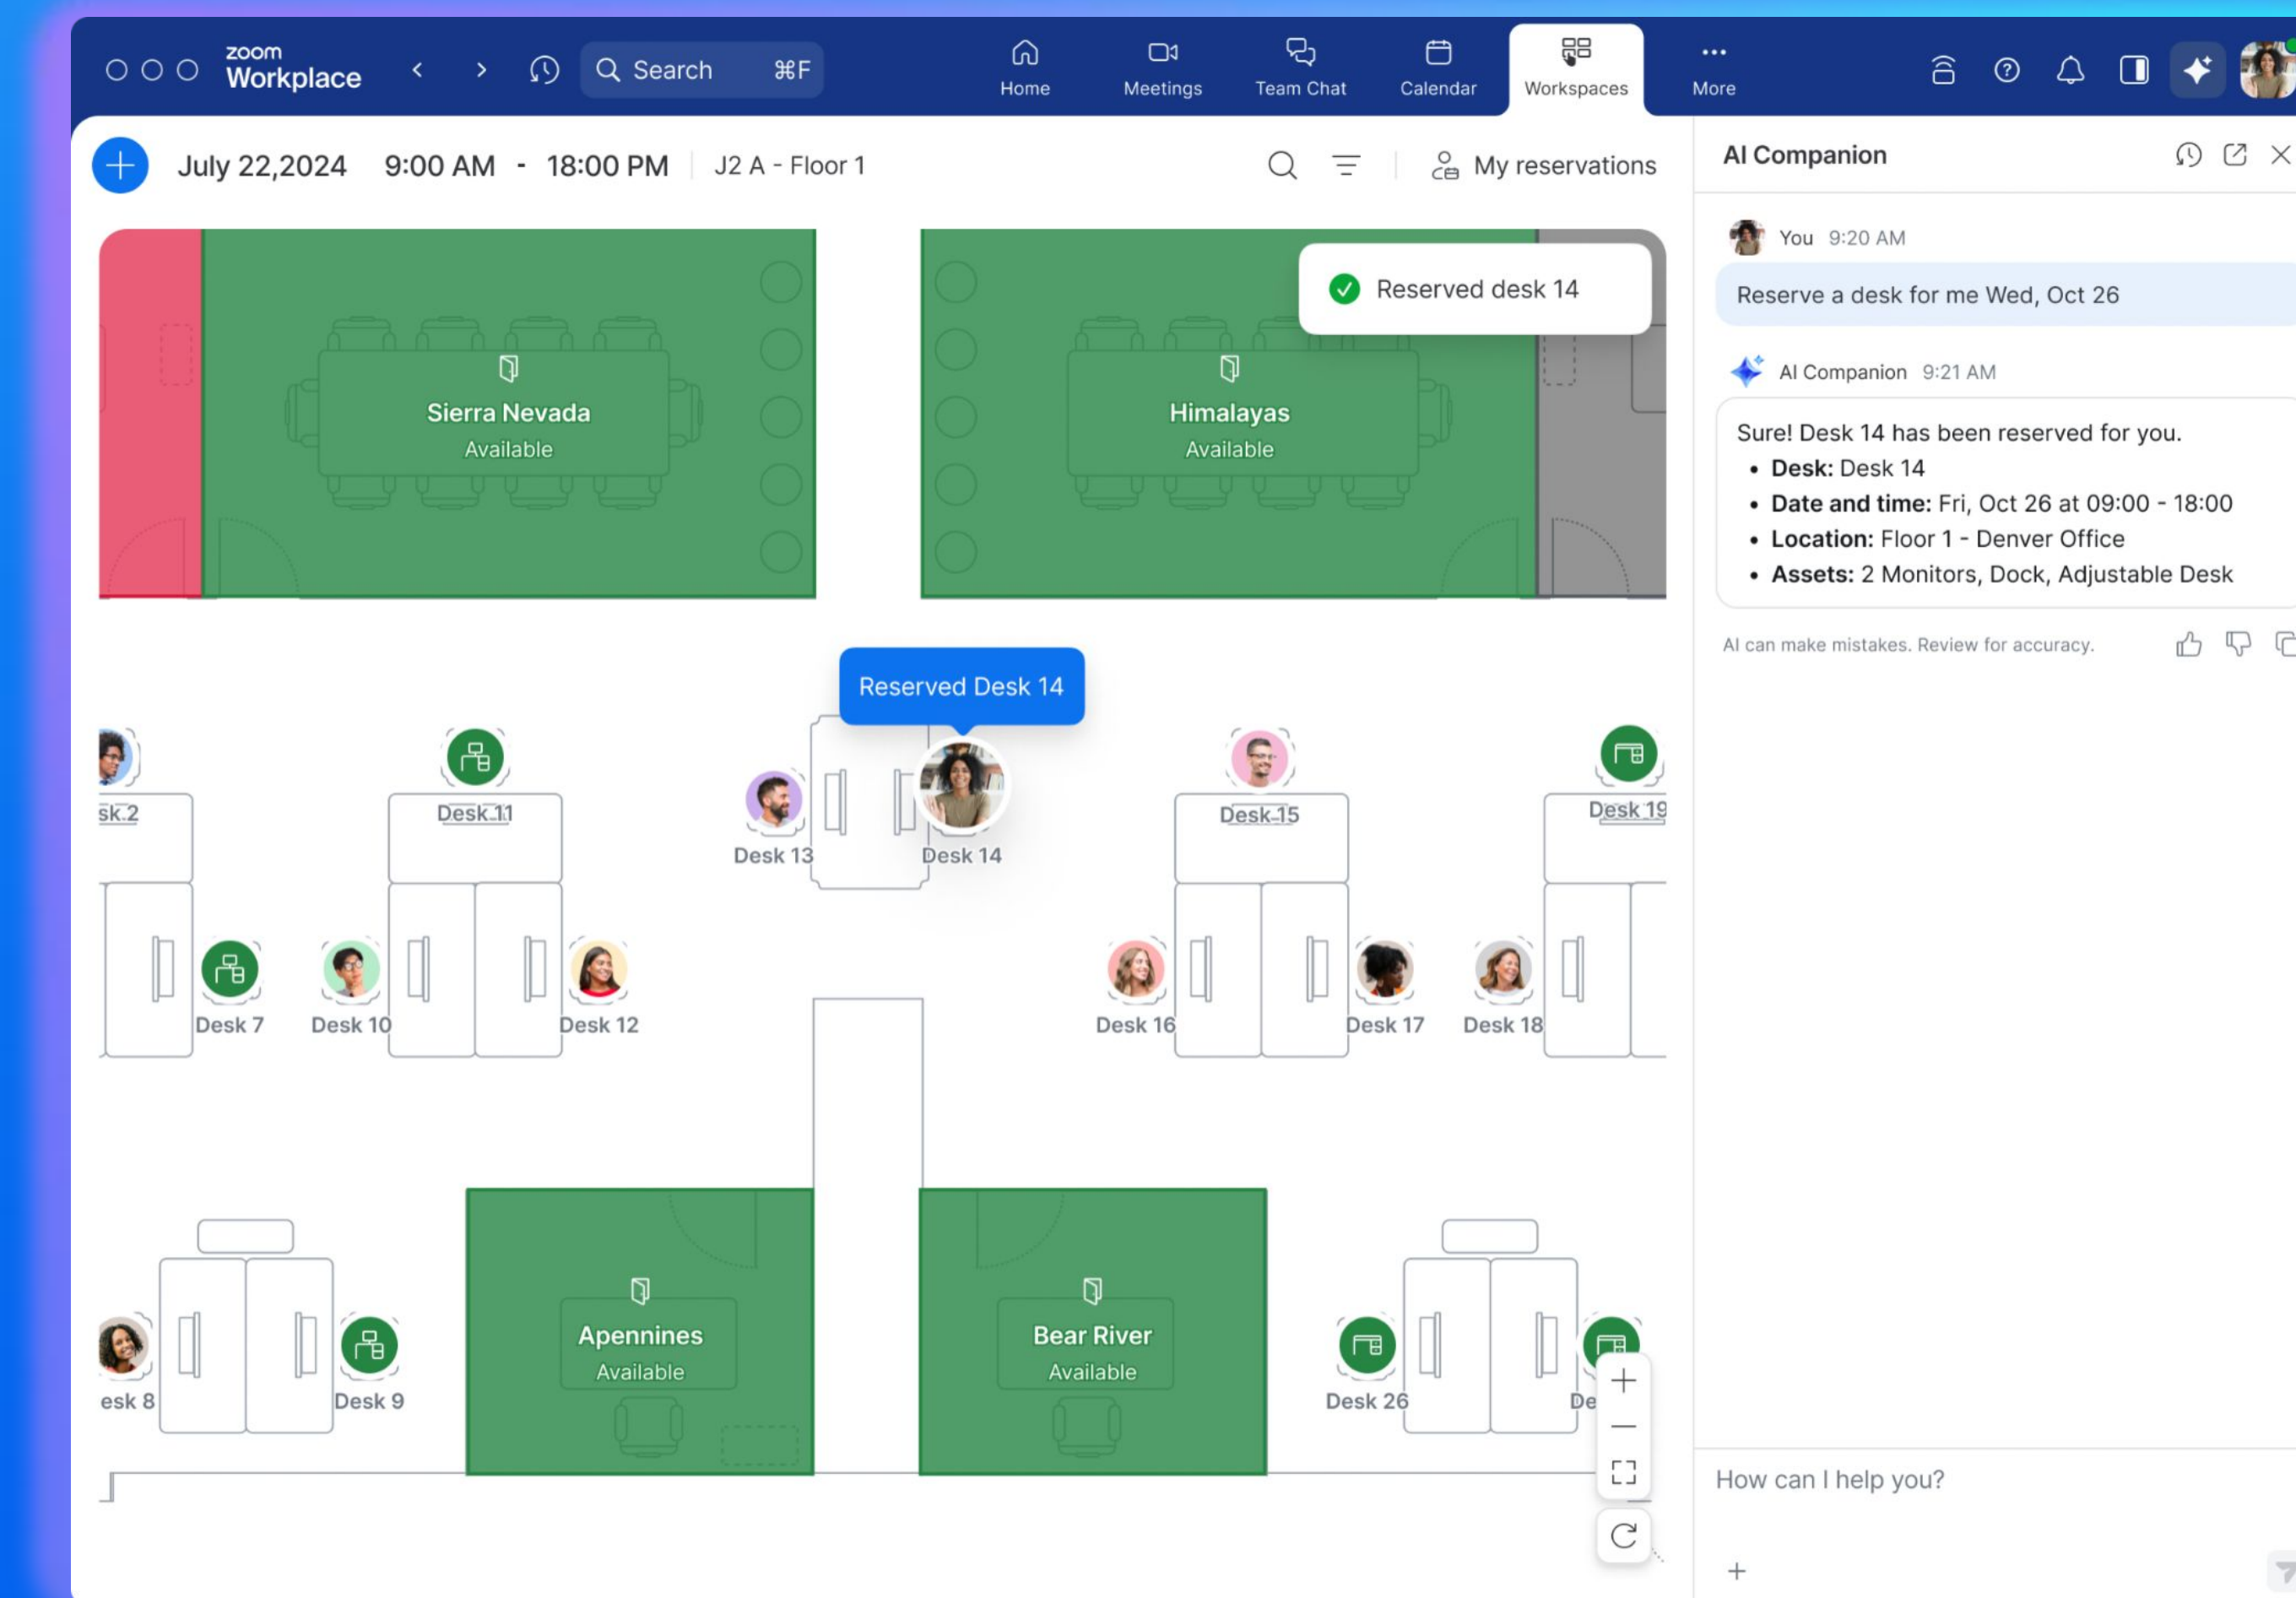 zoom
Workplace
Search ⌘F
Home
Meetings
Team Chat
Calendar
Workspaces
More
July 22,2024 9:00 AM - 18:00 PM J2 A - Floor 1
My reservations
Reserved desk 14
Sierra Nevada
Available
Himalayas
Available
Reserved Desk 14
sk 2
Desk 11
Desk 13
Desk 14
Desk 15
Desk 19
Desk 7
Desk 10
Desk 12
Desk 16
Desk 17
Desk 18
Apennines
Available
Bear River
Available
esk 8
Desk 9
Desk 26
De
AI Companion
You 9:20 AM
Reserve a desk for me Wed, Oct 26
AI Companion 9:21 AM
Sure! Desk 14 has been reserved for you.
• Desk: Desk 14
• Date and time: Fri, Oct 26 at 09:00 - 18:00
• Location: Floor 1 - Denver Office
• Assets: 2 Monitors, Dock, Adjustable Desk
AI can make mistakes. Review for accuracy.
How can I help you?